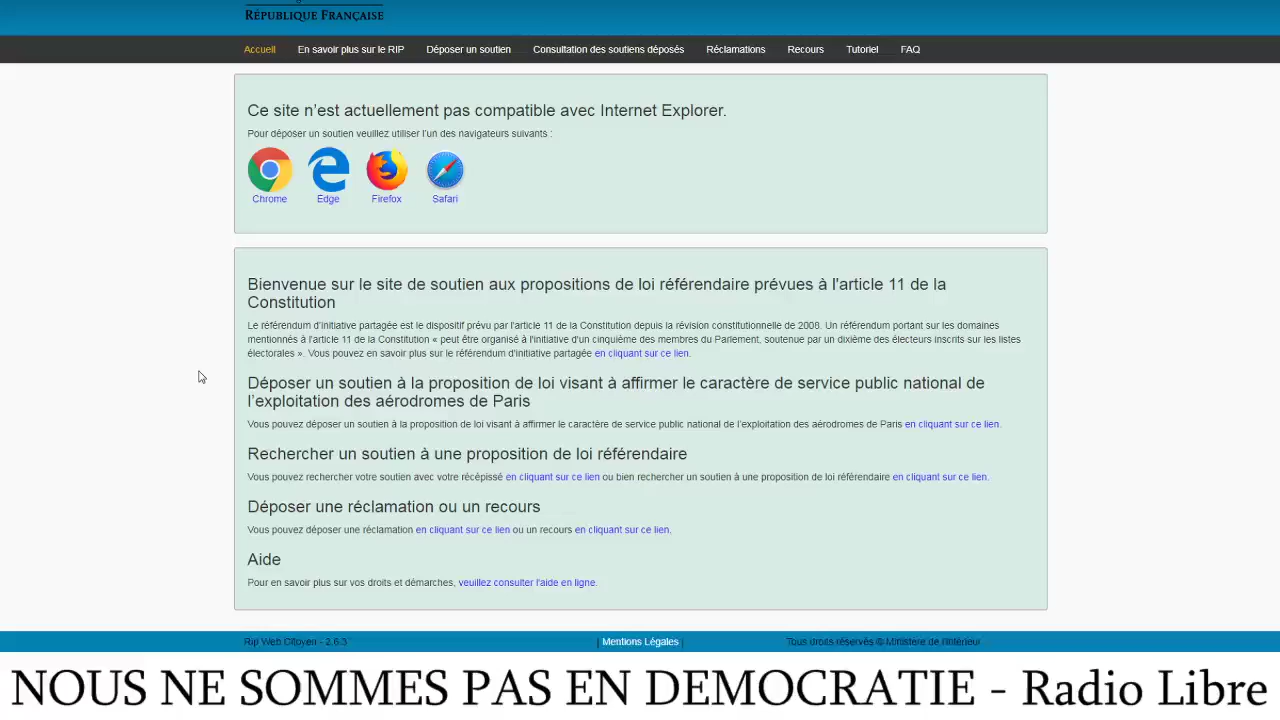 RÉPUBLIQUE FRANÇAISE
Accueil En savoir plus sur le RIP Déposer un soutien Consultation des soutiens déposés Réclamations Recours Tutoriel FAQ
Ce site n'est actuellement pas compatible avec Internet Explorer.
Pour déposer un soutien veuillez utiliser l'un des navigateurs suivants :
Chrome Edge Firefox Safari
Bienvenue sur le site de soutien aux propositions de loi référendaire prévues à l'article 11 de la
Constitution
Le référendum d'initiative partagée est le dispositif prévu par l'article 11 de la Constitution depuis la révision constitutionnelle de 2008. Un référendum portant sur les domaines
mentionnés à l'article 11 de la Constitution « peut être organisé à l'initiative d'un cinquième des membres du Parlement, soutenue par un dixième des électeurs inscrits sur les listes
électorales ». Vous pouvez en savoir plus sur le référendum d'initiative partagée en cliquant sur ce lien.
Déposer un soutien à la proposition de loi visant à affirmer le caractère de service public national de
l'exploitation des aérodromes de Paris
Vous pouvez déposer un soutien à la proposition de loi visant à affirmer le caractère de service public national de l'exploitation des aérodromes de Paris en cliquant sur ce lien.
Rechercher un soutien à une proposition de loi référendaire
Vous pouvez rechercher votre soutien avec votre récépissé en cliquant sur ce lien ou bien rechercher un soutien à une proposition de loi référendaire en cliquant sur ce lien.
Déposer une réclamation ou un recours
Vous pouvez déposer une réclamation en cliquant sur ce lien ou un recours en cliquant sur ce lien.
Aide
Pour en savoir plus sur vos droits et démarches, veuillez consulter l'aide en ligne.
Rip Web Citoyen - 2.6.3 | Mentions Légales | Tous droits réservés © Ministère de l'Intérieur
NOUS NE SOMMES PAS EN DEMOCRATIE - Radio Libre